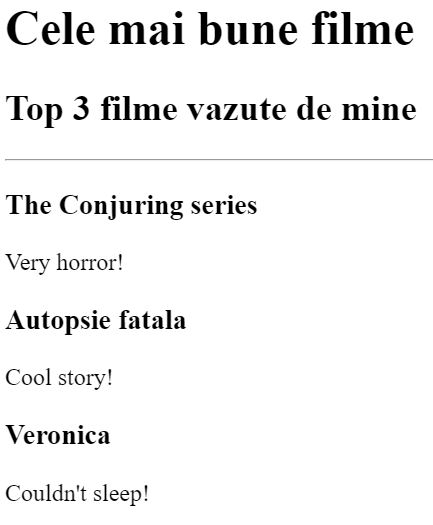 Cele mai bune filme
Top 3 filme vazute de mine
The Conjuring series
Very horror!
Autopsie fatala
Cool story!
Veronica
Couldn't sleep!